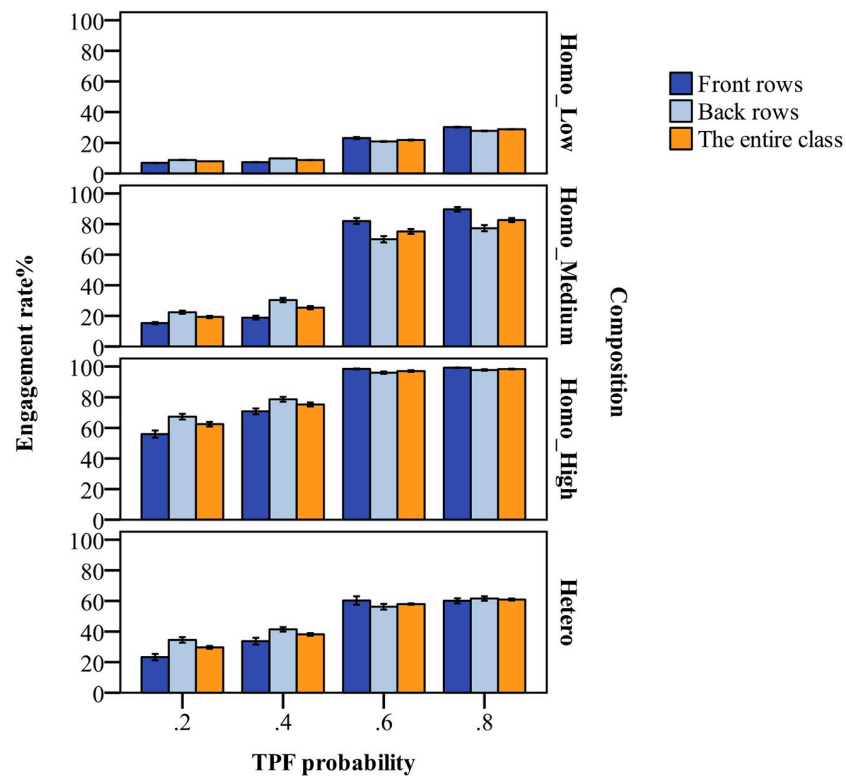 100
80
60
40
20
0
Homo_Low
100
80
60
40
20
0
Homo_Medium
100
80
60
40
20
0
Homo_High
100
80
60
40
20
0
Hetero
.2 .4 .6 .8
TPF probability
Engagement rate%
Composition
Front rows
Back rows
The entire class